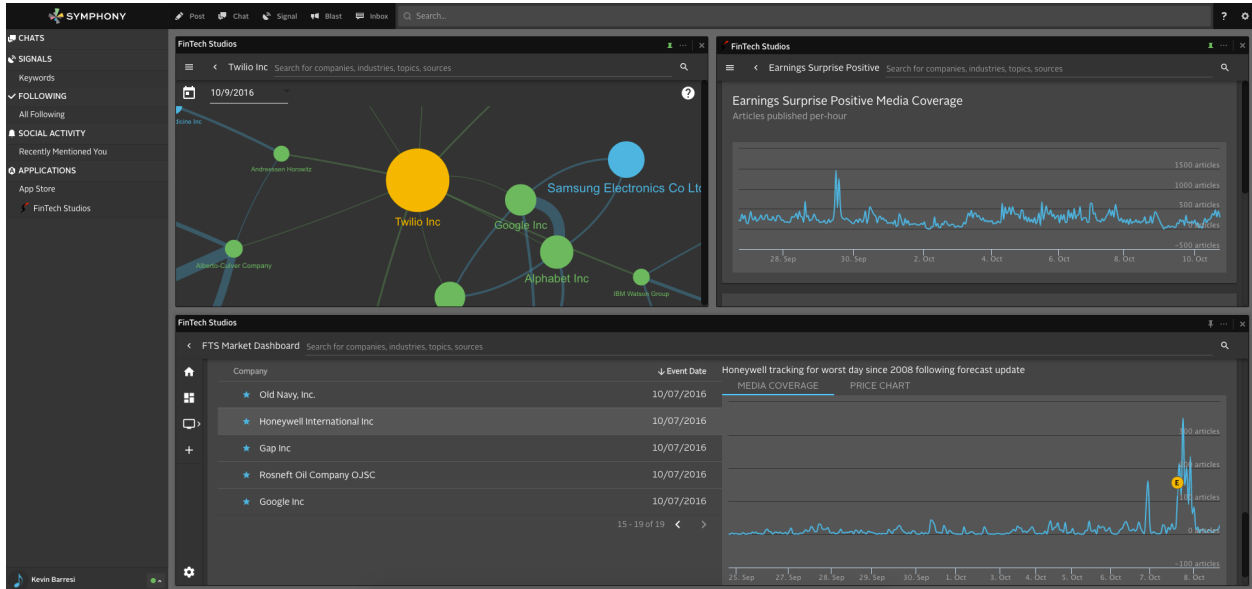 SYMPHONY
Post
Chat
Signal
Blast
Inbox
Search...
?
CHATS
SIGNALS
Keywords
FOLLOWING
All Following
SOCIAL ACTIVITY
Recently Mentioned You
APPLICATIONS
App Store
FinTech Studios
Kevin Barresi
FinTech Studios
Twilio Inc Search for companies, industries, topics, sources
10/9/2016
dicine Inc
Andreessen Horowitz
Samsung Electronics Co Ltd
Twilio Inc
Google Inc
Alberto-Culver Company
Alphabet Inc
IBM Watson Group
FinTech Studios
Earnings Surprise Positive Search for companies, industries, topics, sources
Earnings Surprise Positive Media Coverage
Articles published per-hour
1500 articles
1000 articles
500 articles
0 articles
-500 articles
28. Sep 30. Sep 2. Oct 4. Oct 6. Oct 8. Oct 10. Oct
FinTech Studios
FTS Market Dashboard Search for companies, industries, topics, sources
Company Event Date
Old Navy, Inc. 10/07/2016
Honeywell International Inc 10/07/2016
Gap Inc 10/07/2016
Rosneft Oil Company OJSC 10/07/2016
Google Inc 10/07/2016
15 - 19 of 19
Honeywell tracking for worst day since 2008 following forecast update
MEDIA COVERAGE PRICE CHART
300 articles
articles
E
100 articles
0 articles
-100 articles
25. Sep 27. Sep 28. Sep 29. Sep 30. Sep 1. Oct 3. Oct 4. Oct 5. Oct 6. Oct 7. Oct 8. Oct